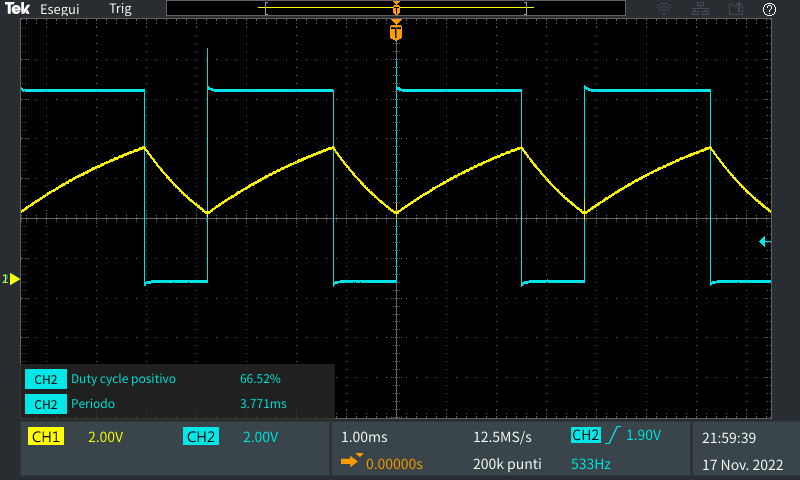 Tek Esegui Trig
T
T
CH2 Duty cycle positivo 66.52%
CH2 Periodo 3.771ms
CH1 2.00V CH2 2.00V 1.00ms 12.5MS/s CH2 1.90V 21:59:39
0.00000s 200k punti 533Hz 17 Nov. 2022